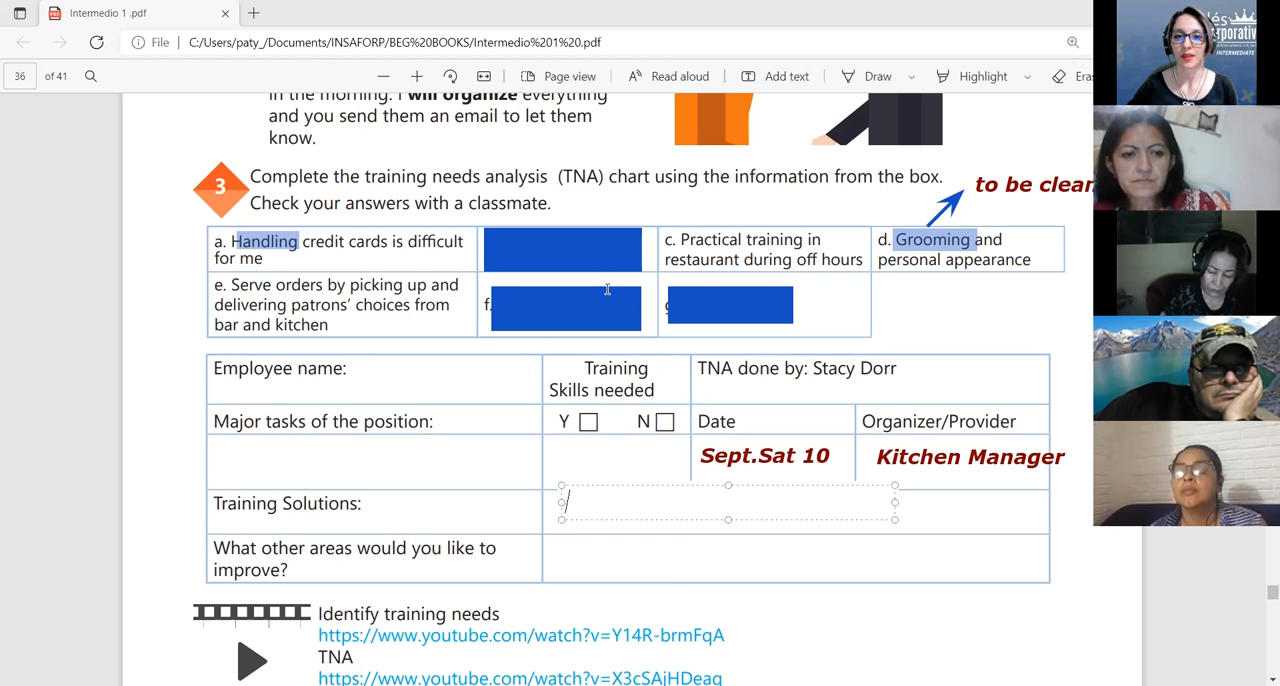 Intermedio 1 .pdf
File C:/Users/paty_/Documents/INSAFORP/BEG%20BOOKS/Intermedio%201%20.pdf
36 of 41 Page view Read aloud Add text Draw Highlight Eras
in the morning. I will organize everything
and you send them an email to let them
know.
3 Complete the training needs analysis (TNA) chart using the information from the box.
Check your answers with a classmate.
to be clean
a. Handling credit cards is difficult
for me
c. Practical training in
restaurant during off hours
d. Grooming and
personal appearance
e. Serve orders by picking up and
delivering patrons' choices from
bar and kitchen
f.
Employee name:
Training
Skills needed
TNA done by: Stacy Dorr
Major tasks of the position:
Y N
Date
Organizer/Provider
Sept.Sat 10
Kitchen Manager
Training Solutions:
What other areas would you like to
improve?
Identify training needs
https://www.youtube.com/watch?v=Y14R-brmFqA
TNA
https://www.youtube.com/watch?v=X3cSAjHDeag
INTERMEDIATE